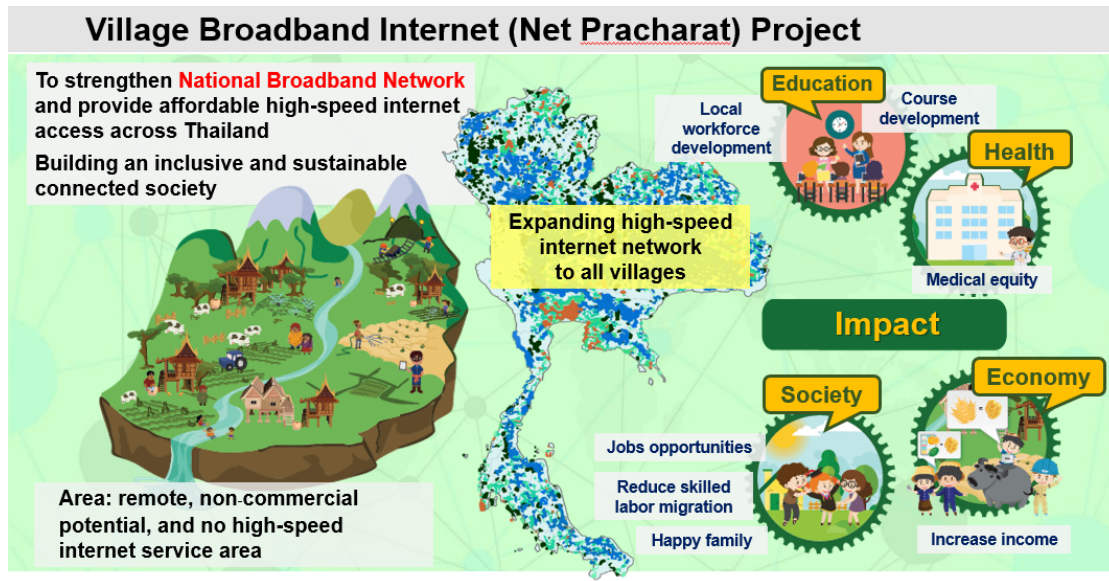 Village Broadband Internet (Net Pracharat) Project
To strengthen National Broadband Network
and provide affordable high-speed internet
access across Thailand
Building an inclusive and sustainable
connected society
Area: remote, non-commercial
potential, and no high-speed
internet service area
Expanding high-speed
internet network
to all villages
Education
Local
workforce
development
Course
development
Health
Medical equity
Impact
Society
Jobs opportunities
Reduce skilled
labor migration
Happy family
Economy
Increase income